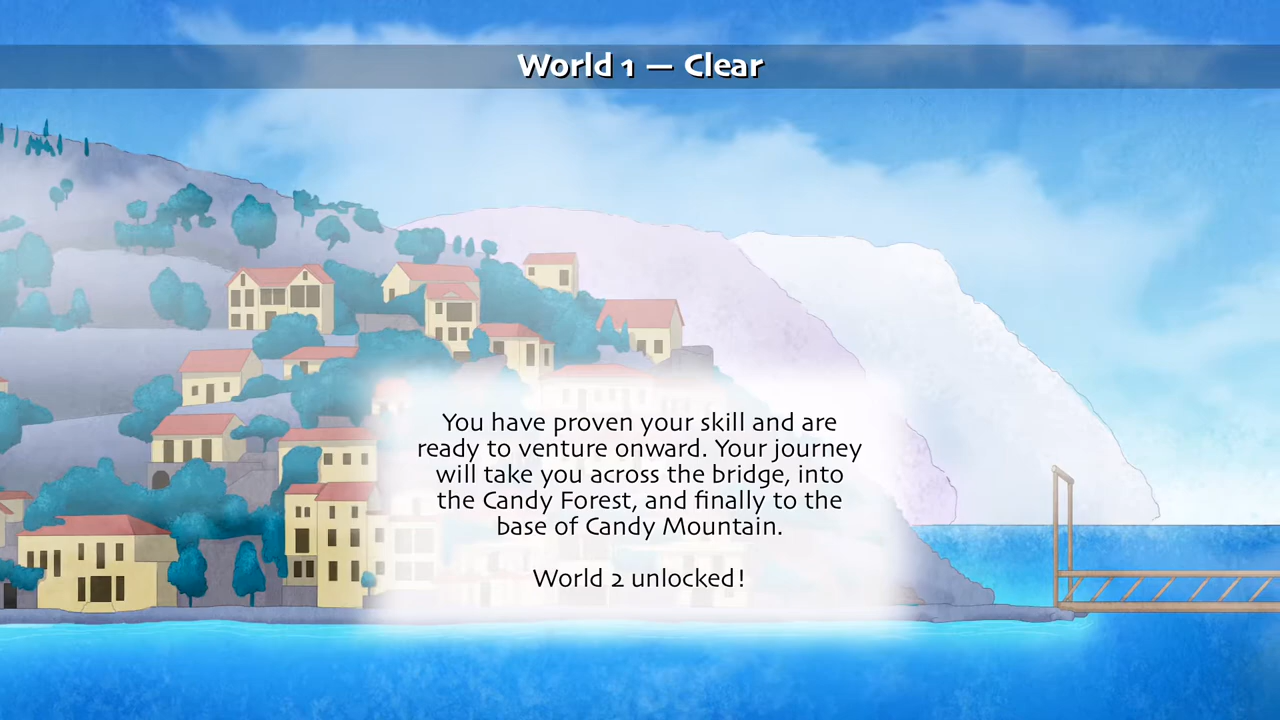 World 1 — Clear
You have proven your skill and are
ready to venture onward. Your journey
will take you across the bridge, into
the Candy Forest, and finally to the
base of Candy Mountain.
World 2 unlocked!